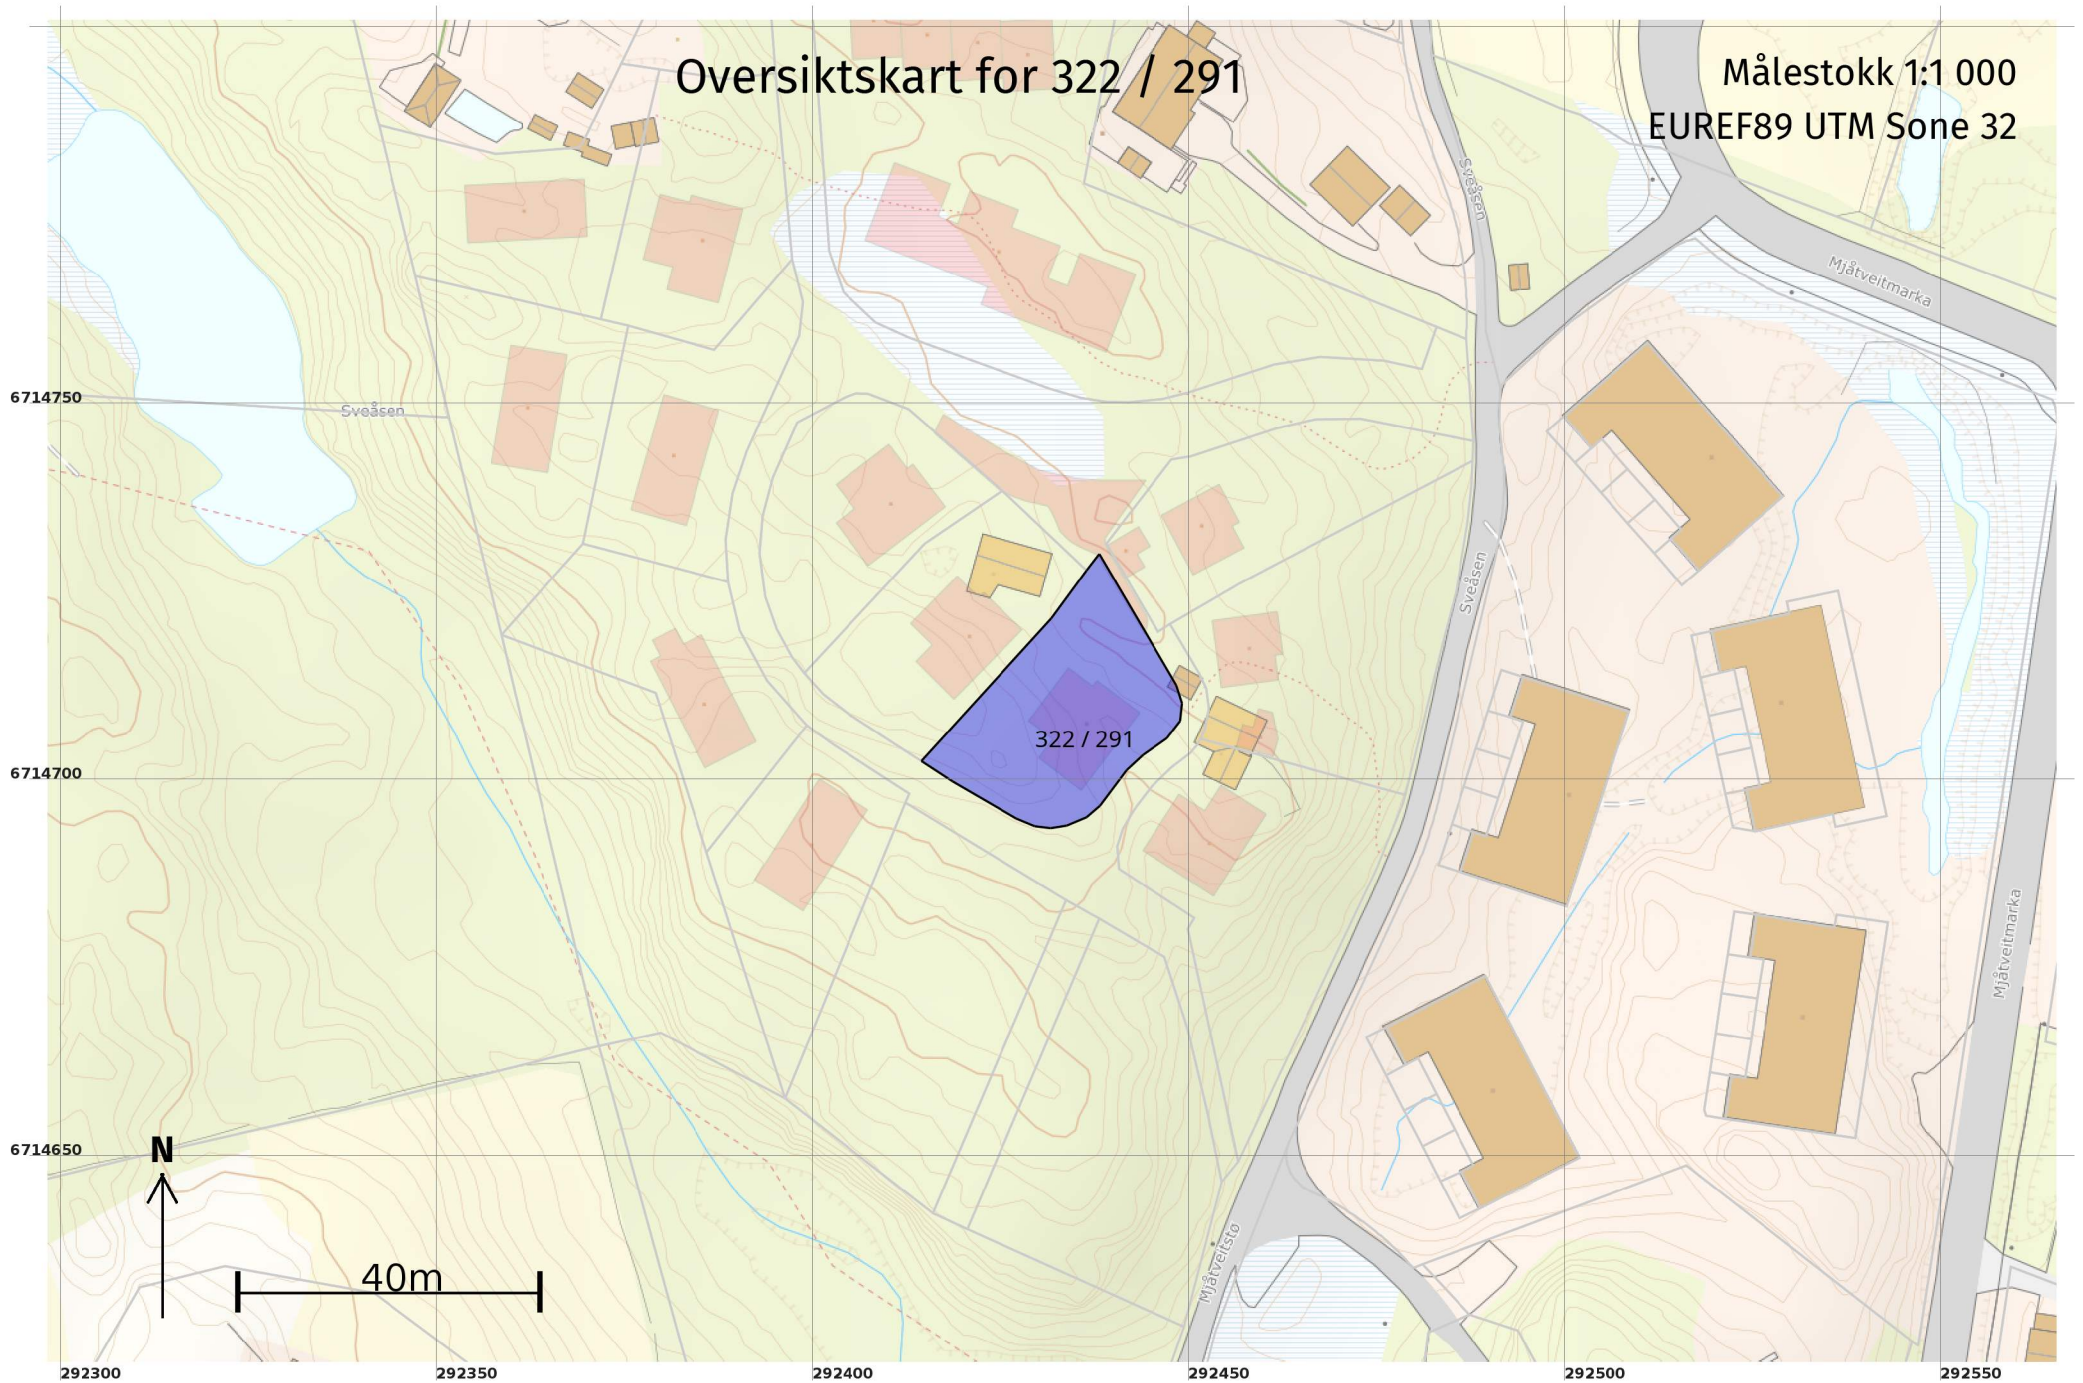 Oversiktskart for 322 / 291
Målestokk 1:1 000
EUREF89 UTM Sone 32
Sveåsen
Mjåtveitmarka
6714750
Sveåsen
Sveåsen
322 / 291
6714700
Mjåtveitmarka
6714650
N
40m
Mjåtveitstø
292300
292350
292400
292450
292500
292550